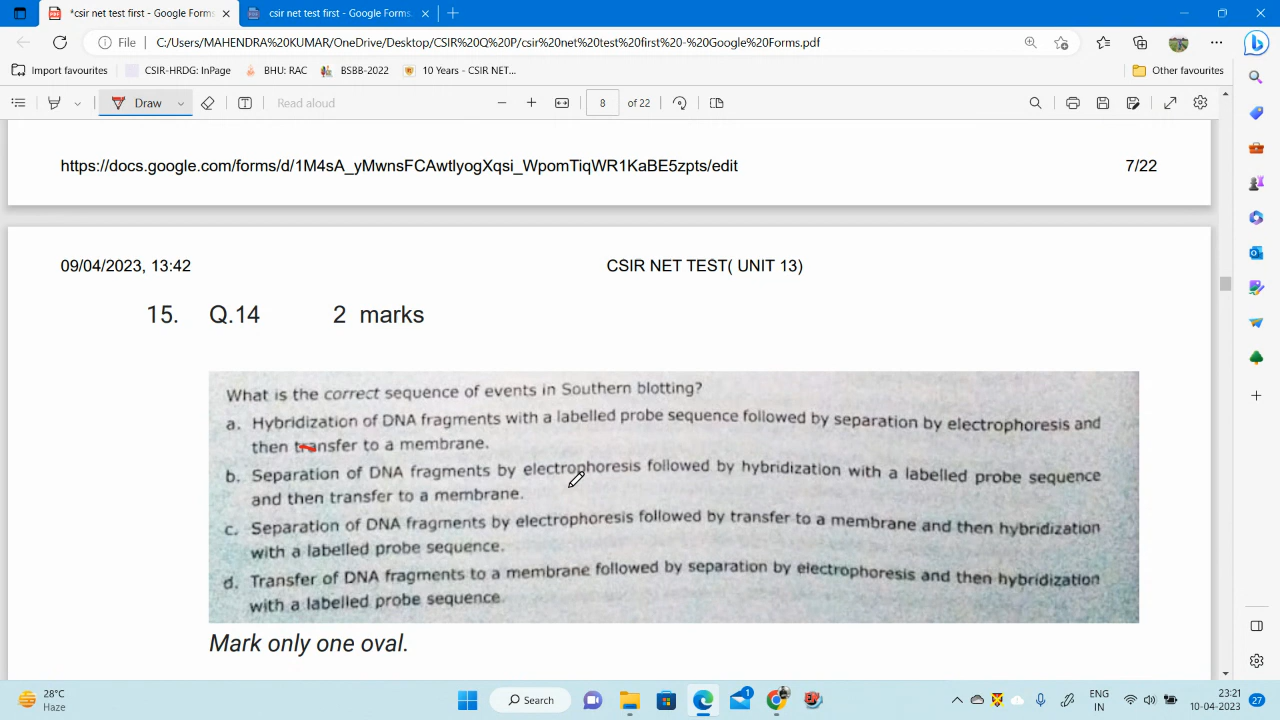 *csir net test first - Google Forms
csir net test first - Google Forms
File
C:/Users/MAHENDRA%20KUMAR/OneDrive/Desktop/CSIR%20Q%20P/csir%20net%20test%20first%20-%20Google%20Forms.pdf
Import favourites
CSIR-HRDG: InPage
BHU: RAC
BSBB-2022
10 Years - CSIR NET...
Other favourites
Draw
Read aloud
8 of 22
https://docs.google.com/forms/d/1M4sA_yMwnsFCAwtlyogXqsi_WpomTiqWR1KaBE5zpts/edit 7/22
09/04/2023, 13:42 CSIR NET TEST( UNIT 13)
15. Q.14 2 marks
What is the correct sequence of events in Southern blotting?
a. Hybridization of DNA fragments with a labelled probe sequence followed by separation by electrophoresis and
then transfer to a membrane.
b. Separation of DNA fragments by electrophoresis followed by hybridization with a labelled probe sequence
and then transfer to a membrane.
c. Separation of DNA fragments by electrophoresis followed by transfer to a membrane and then hybridization
with a labelled probe sequence.
d. Transfer of DNA fragments to a membrane followed by separation by electrophoresis and then hybridization
with a labelled probe sequence.
Mark only one oval.
28°C
Haze
Search
1
ENG
IN
23:21
10-04-2023
27